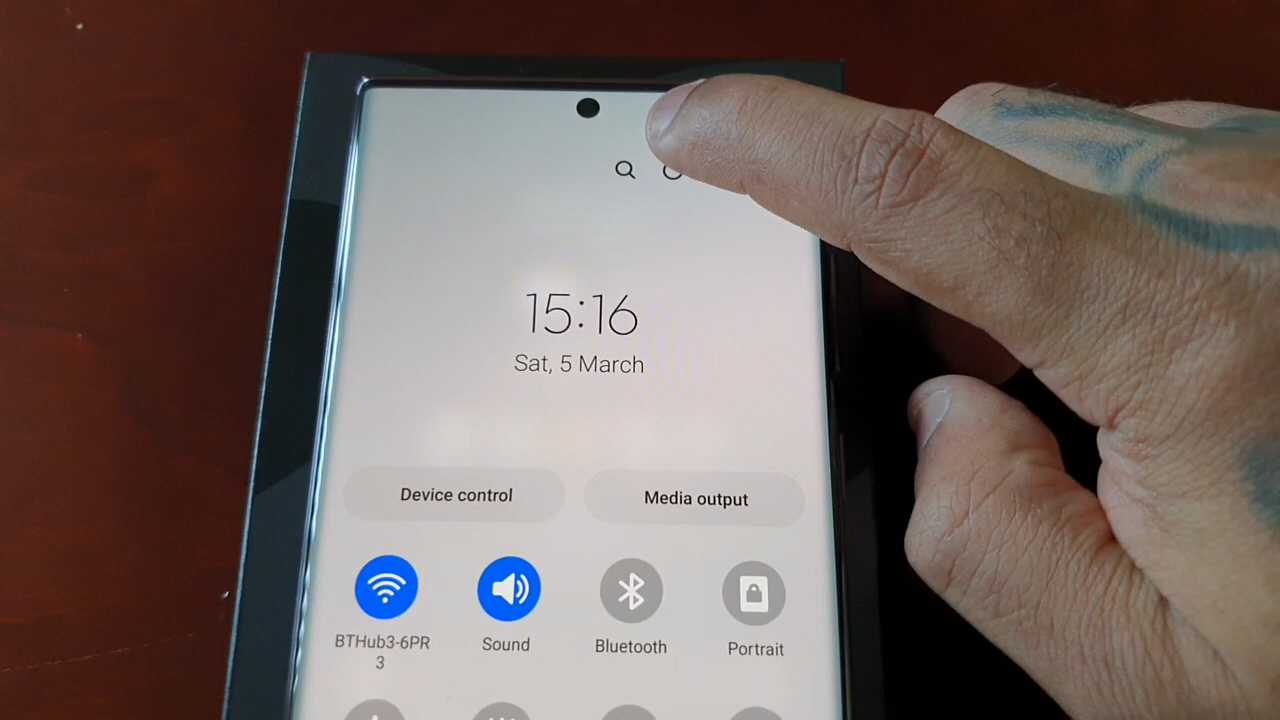 15:16
Sat, 5 March
Device control
Media output
BTHub3-6PR
3
Sound
Bluetooth
Portrait